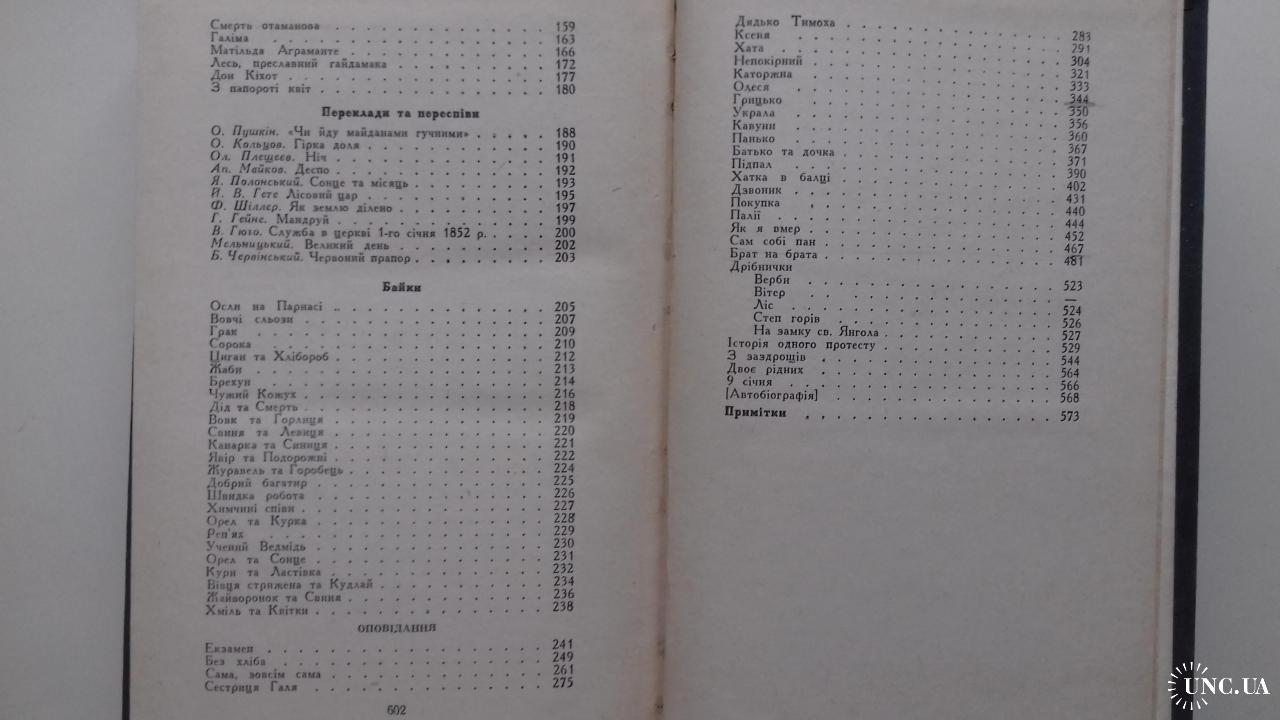 Смерть отаманова 159
Галіма 163
Матільда Аграманте 166
Лесь, преславний гайдамака 172
Дон Кіхот 177
З папороті квіт 180
Переклади та переспіви
О. Пушкін. «Чи йду майданами гучними» 188
О. Кольцов. Гірка доля 190
Ол. Плещеєв. Ніч 191
Ап. Майков. Деспо 192
Я. Полонський. Сонце та місяць 193
Й. В. Гете Лісовий цар 195
Ф. Шіллер. Як землю ділено 197
Г. Гейне. Мандруй 199
В. Гюго. Служба в церкві 1-го січня 1852 р. 200
Мельницький. Великий день 202
Б. Червінський. Червоний прапор 203
Байки
Осли на Парнасі 205
Вовчі сльози 207
Грак 209
Сорока 210
Циган та Хлібороб 212
Жаби 213
Брехун 214
Чужий Кожух 216
Дід та Смерть 218
Вовк та Горлиця 219
Свиня та Левиця 220
Канарка та Синиця 221
Явір та Подорожні 222
Журавель та Горобець 224
Добрий багатир 225
Швидка робота 226
Химчині співи 227
Орел та Курка 228
Реп'ях 229
Учений Ведмідь 230
Орел та Сонце 231
Кури та Ластівка 232
Вівця стрижена та Кудлай 234
Жайворонок та Свиня 236
Хміль та Квітки 238
ОПОВІДАННЯ
Екзамен 241
Без хліба 249
Сама, зовсім сама 261
Сестриця Галя 275
602
Дядько Тимоха 283
Ксеня 291
Хата 304
Непокірний 321
Каторжна 333
Олеся 344
Грицько 350
Украла 356
Кавуни 360
Панько 367
Батько та дочка 371
Підпал 390
Хатка в балці 402
Дзвоник 431
Покупка 440
Палії 444
Як я вмер 452
Сам собі пан 467
Брат на брата 481
Дрібнички
Верби 523
Вітер —
Ліс 524
Степ горів 526
На замку св. Янгола 527
Історія одного протесту 529
З заздрощів 544
Двоє рідних 564
9 січня 566
[Автобіографія] 568
Примітки 573
UNC.UA